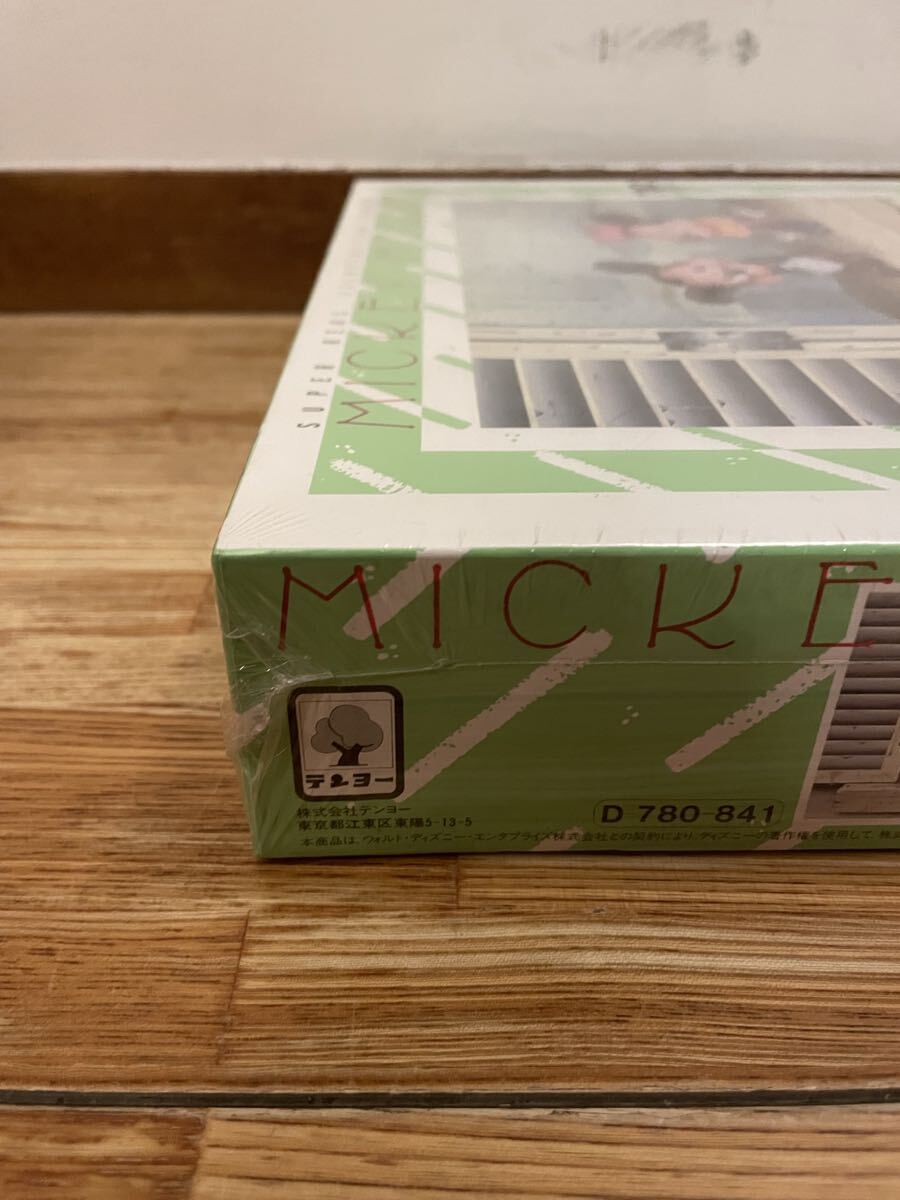 SUPER
MICKE
MICKE
テンヨー
株式会社テンヨー
東京都江東区東陽5-13-5
D 780-841
本商品は、ウォルト・ディズニー・エンタプライズ株式会社との契約により、ディズニーの著作権を使用して、株式